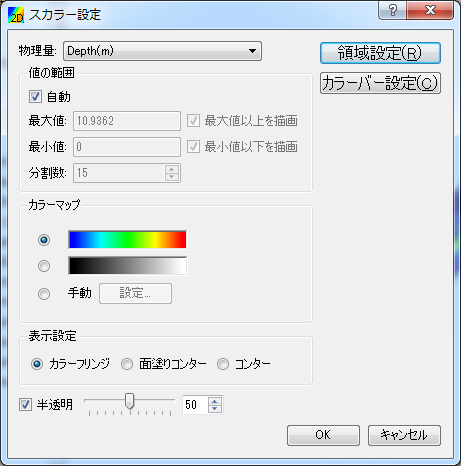 2D スカラー設定
物理量: Depth(m)
領域設定(R)
カラーバー設定(C)
値の範囲
自動
最大値: 10.9362 最大値以上を描画
最小値: 0 最小値以下を描画
分割数: 15
カラーマップ
手動 設定...
表示設定
カラーフリンジ 面塗りコンター コンター
半透明 50
OK キャンセル